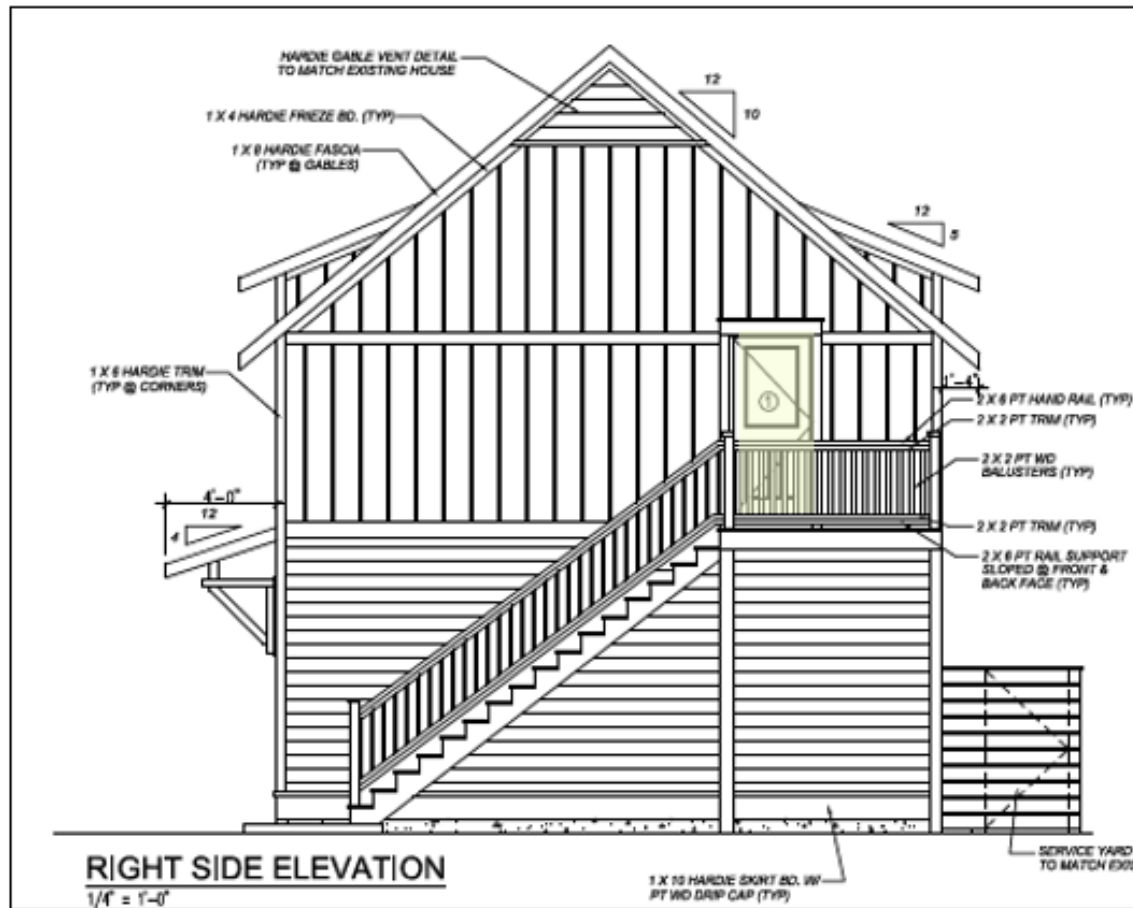 HARDIE GABLE VENT DETAIL
TO MATCH EXISTING HOUSE
12
10
1 X 4 HARDIE FRIEZE BD. (TYP)
1 X 8 HARDIE FASCIA
(TYP @ GABLES)
12
5
1 X 6 HARDIE TRIM
(TYP @ CORNERS)
1'-4"
2 X 6 PT HAND RAIL (TYP)
1
2 X 2 PT TRIM (TYP)
2 X 2 PT WD
BALUSTERS (TYP)
4'-0"
12
4
2 X 2 PT TRIM (TYP)
2 X 6 PT RAIL SUPPORT
SLOPED @ FRONT &
BACK FACE (TYP)
RIGHT SIDE ELEVATION
1/4" = 1'-0"
1 X 10 HARDIE SKIRT BD. W/
PT WD DRIP CAP (TYP)
SERVICE YARD
TO MATCH EXIS